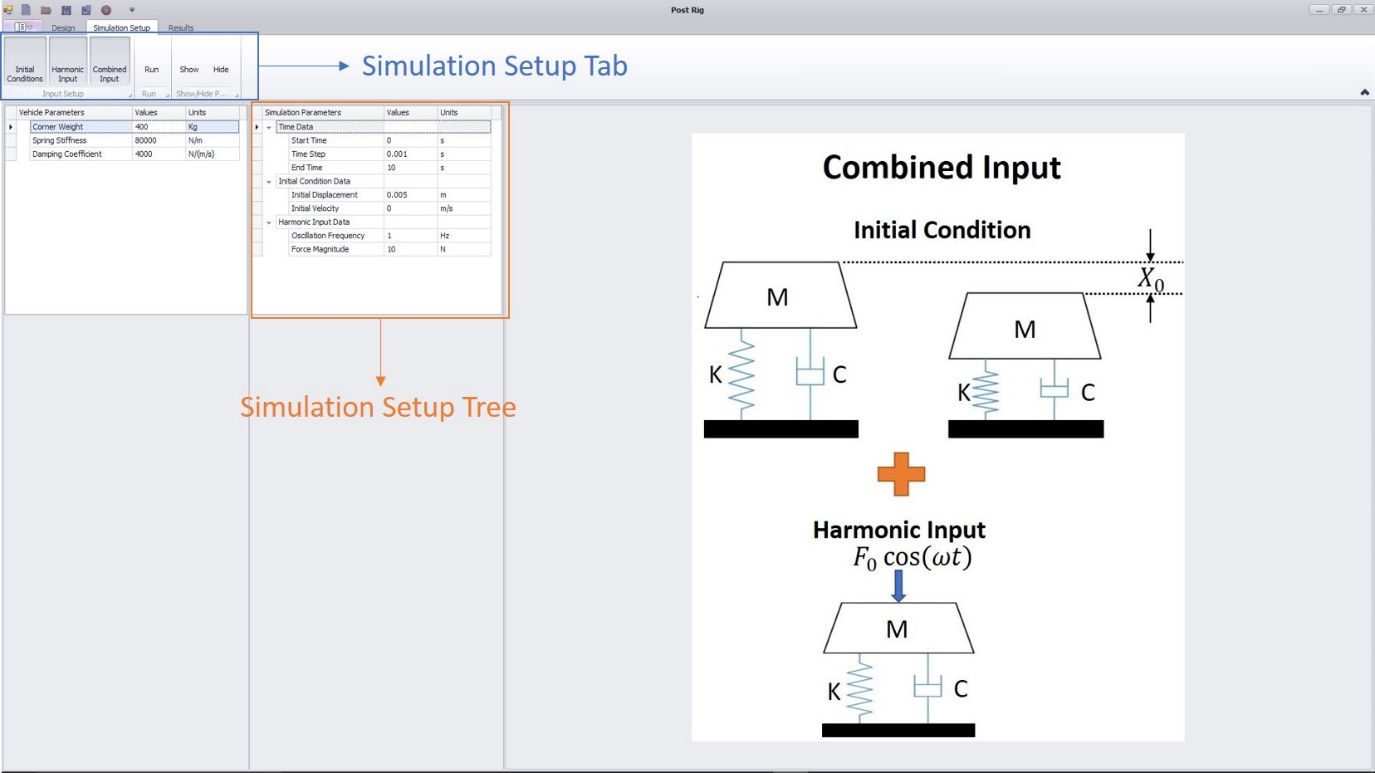 Post Rig
Design Simulation Setup Results
Initial Conditions Harmonic Input Combined Input Run Show Hide
Input Setup Run Show/Hide P...
Simulation Setup Tab
Vehicle Parameters Values Units
Corner Weight 400 Kg
Spring Stiffness 80000 N/m
Damping Coefficient 4000 N/(m/s)
Simulation Parameters Values Units
Time Data
Start Time 0 s
Time Step 0.001 s
End Time 10 s
Initial Condition Data
Initial Displacement 0.005 m
Initial Velocity 0 m/s
Harmonic Input Data
Oscillation Frequency 1 Hz
Force Magnitude 10 N
Simulation Setup Tree
Combined Input
Initial Condition
X₀
M
M
K C
K C
Harmonic Input
F₀ cos(ωt)
M
K C